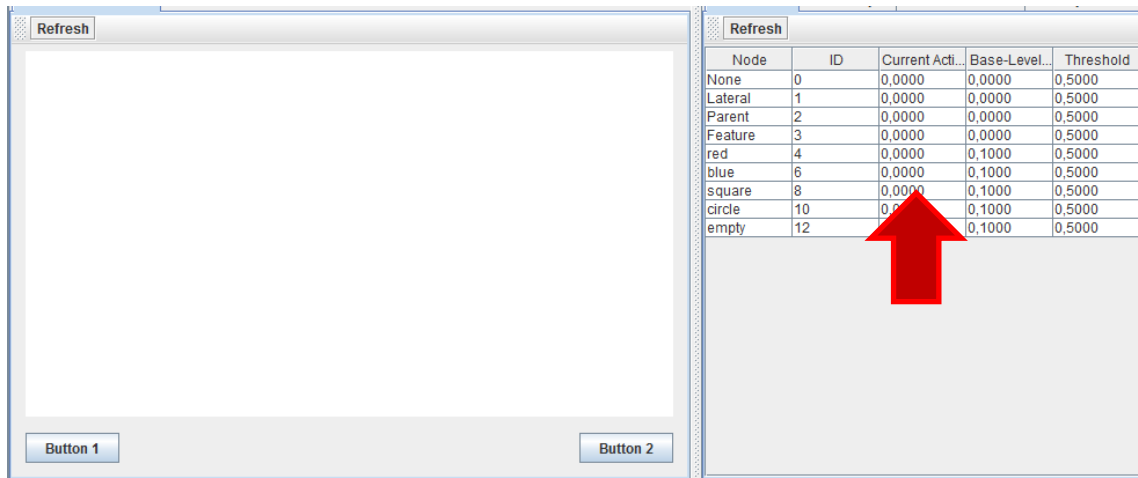 Refresh
Button 1 Button 2
Refresh
Node ID Current Acti... Base-Level... Threshold
None 0 0,0000 0,0000 0,5000
Lateral 1 0,0000 0,0000 0,5000
Parent 2 0,0000 0,0000 0,5000
Feature 3 0,0000 0,0000 0,5000
red 4 0,0000 0,1000 0,5000
blue 6 0,0000 0,1000 0,5000
square 8 0,0000 0,1000 0,5000
circle 10 0,1000 0,5000
empty 12 0,1000 0,5000